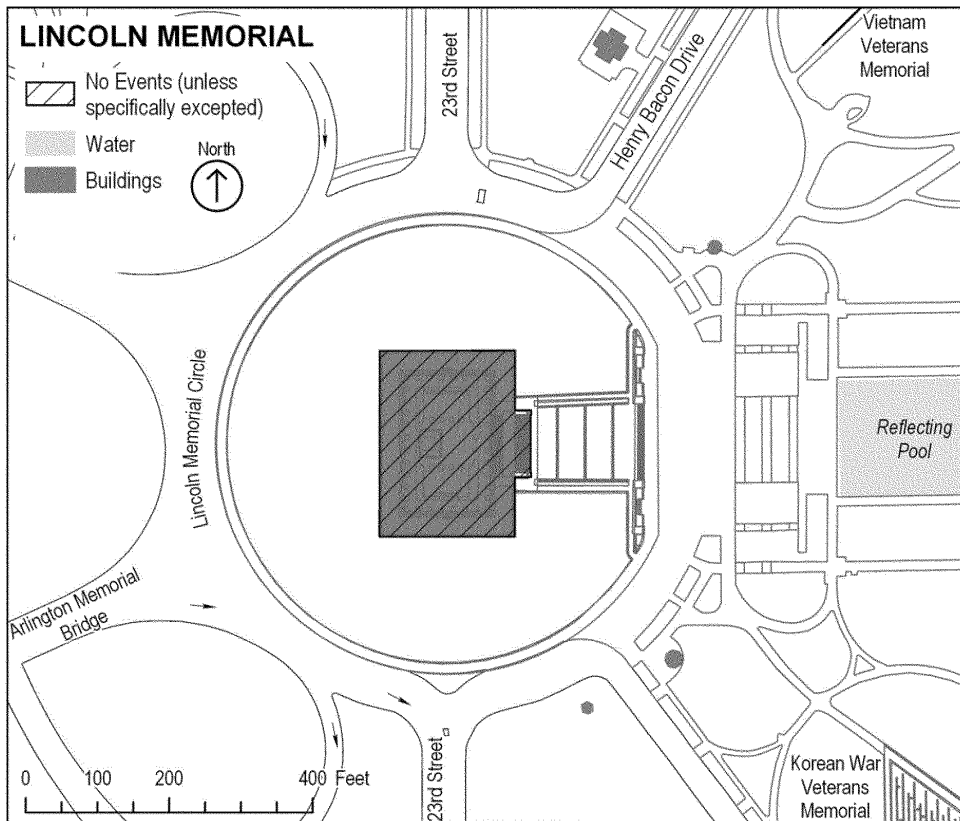 LINCOLN MEMORIAL
No Events (unless
specifically excepted)
Water
Buildings
North
23rd Street
Henry Bacon Drive
Vietnam
Veterans
Memorial
Lincoln Memorial Circle
Reflecting
Pool
Arlington Memorial
Bridge
23rd Street
Korean War
Veterans
Memorial
0 100 200 400 Feet